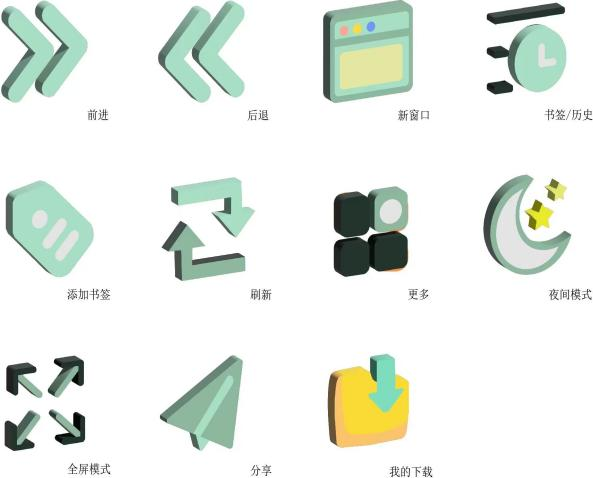 前进
后退
新窗口
书签/历史
添加书签
刷新
更多
夜间模式
全屏模式
分享
我的下载